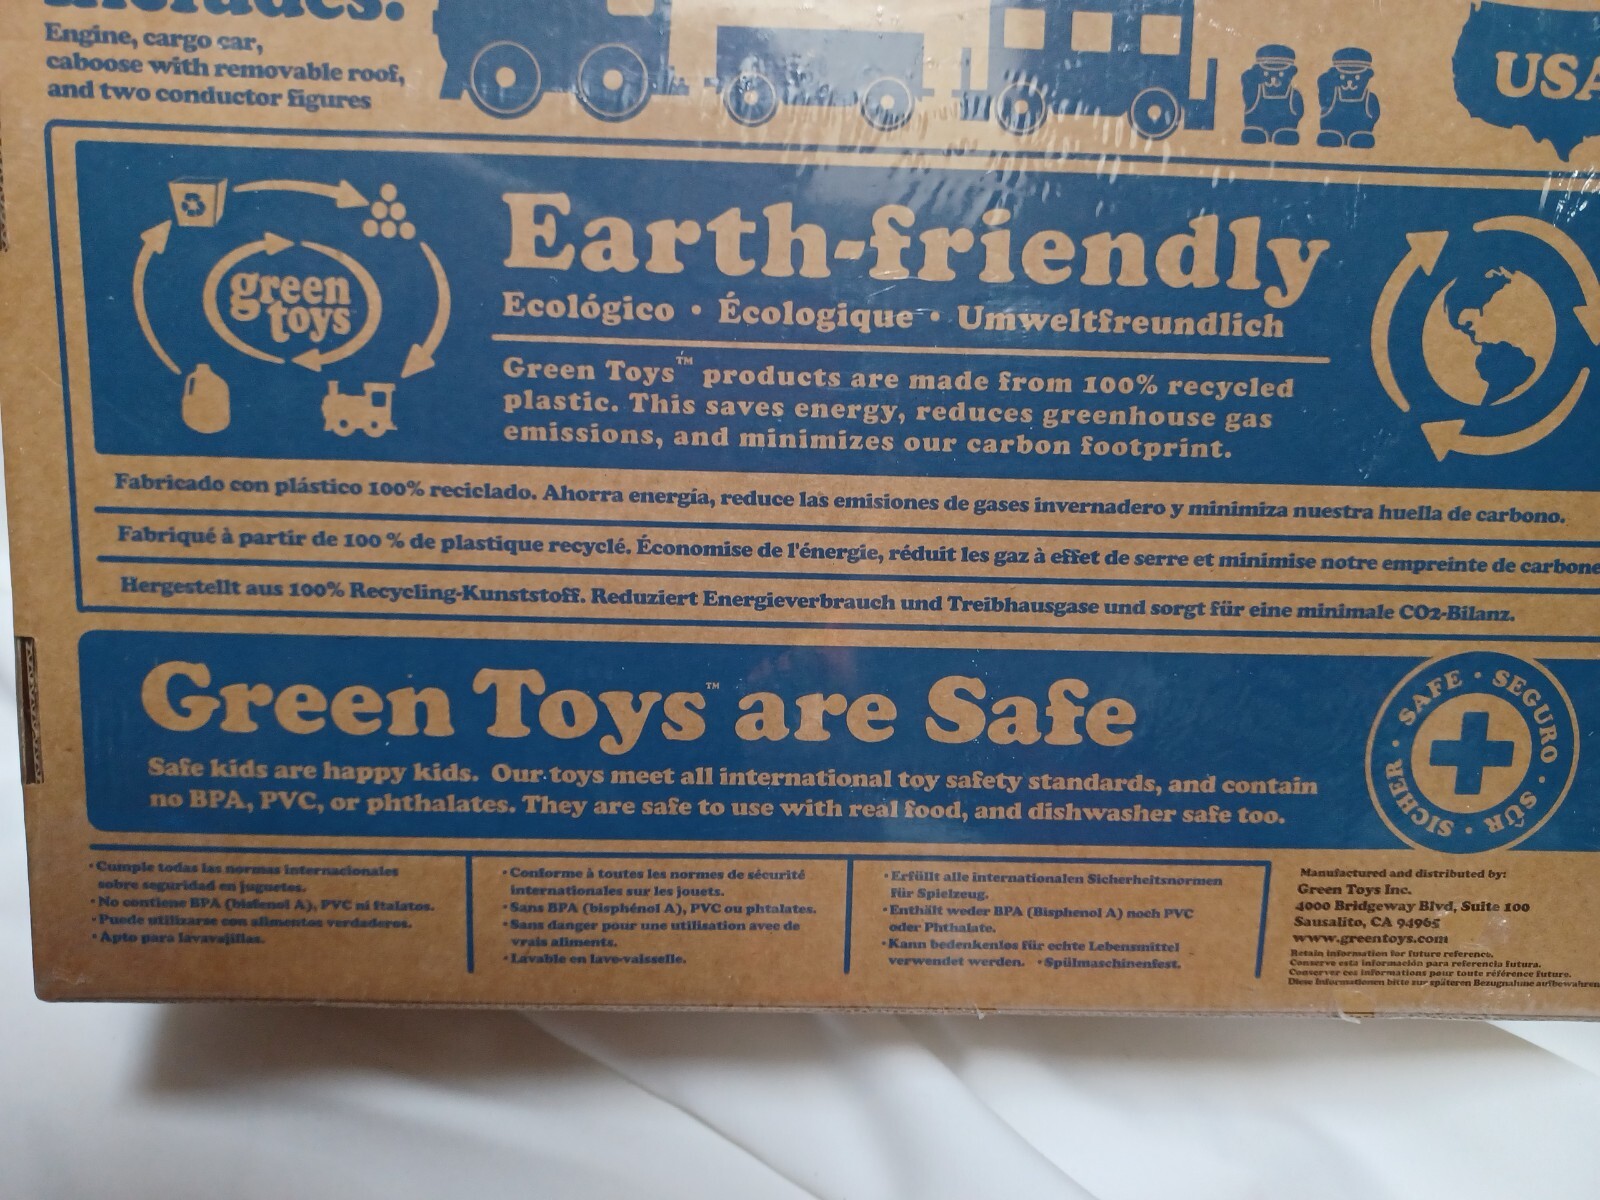 Includes:
Engine, cargo car,
caboose with removable roof,
and two conductor figures
USA
green
toys
Earth-friendly
Ecológico • Écologique • Umweltfreundlich
Green Toys™ products are made from 100% recycled
plastic. This saves energy, reduces greenhouse gas
emissions, and minimizes our carbon footprint.
Fabricado con plástico 100% reciclado. Ahorra energía, reduce las emisiones de gases invernadero y minimiza nuestra huella de carbono.
Fabriqué à partir de 100 % de plastique recyclé. Économise de l'énergie, réduit les gaz à effet de serre et minimise notre empreinte de carbone
Hergestellt aus 100% Recycling-Kunststoff. Reduziert Energieverbrauch und Treibhausgase und sorgt für eine minimale CO2-Bilanz.
Green Toys™ are Safe
Safe kids are happy kids. Our toys meet all international toy safety standards, and contain
no BPA, PVC, or phthalates. They are safe to use with real food, and dishwasher safe too.
SAFE • SEGURO • SÛR • SICHER •
• Cumple todas las normas internacionales
sobre seguridad en juguetes.
• No contiene BPA (bisfenol A), PVC ni ftalatos.
• Puede utilizarse con alimentos verdaderos.
• Apto para lavavajillas.
• Conforme à toutes les normes de sécurité
internationales sur les jouets.
• Sans BPA (bisphénol A), PVC ou phtalates.
• Sans danger pour une utilisation avec de
vrais aliments.
• Lavable en lave-vaisselle.
• Erfüllt alle internationalen Sicherheitsnormen
für Spielzeug.
• Enthält weder BPA (Bisphenol A) noch PVC
oder Phthalate.
• Kann bedenkenlos für echte Lebensmittel
verwendet werden. • Spülmaschinenfest.
Manufactured and distributed by:
Green Toys Inc.
4000 Bridgeway Blvd, Suite 100
Sausalito, CA 94965
www.greentoys.com
Retain information for future reference.
Conserve esta información para referencia futura.
Conserver ces informations pour toute référence future.
Diese Informationen bitte zur späteren Bezugnahme aufbewahren